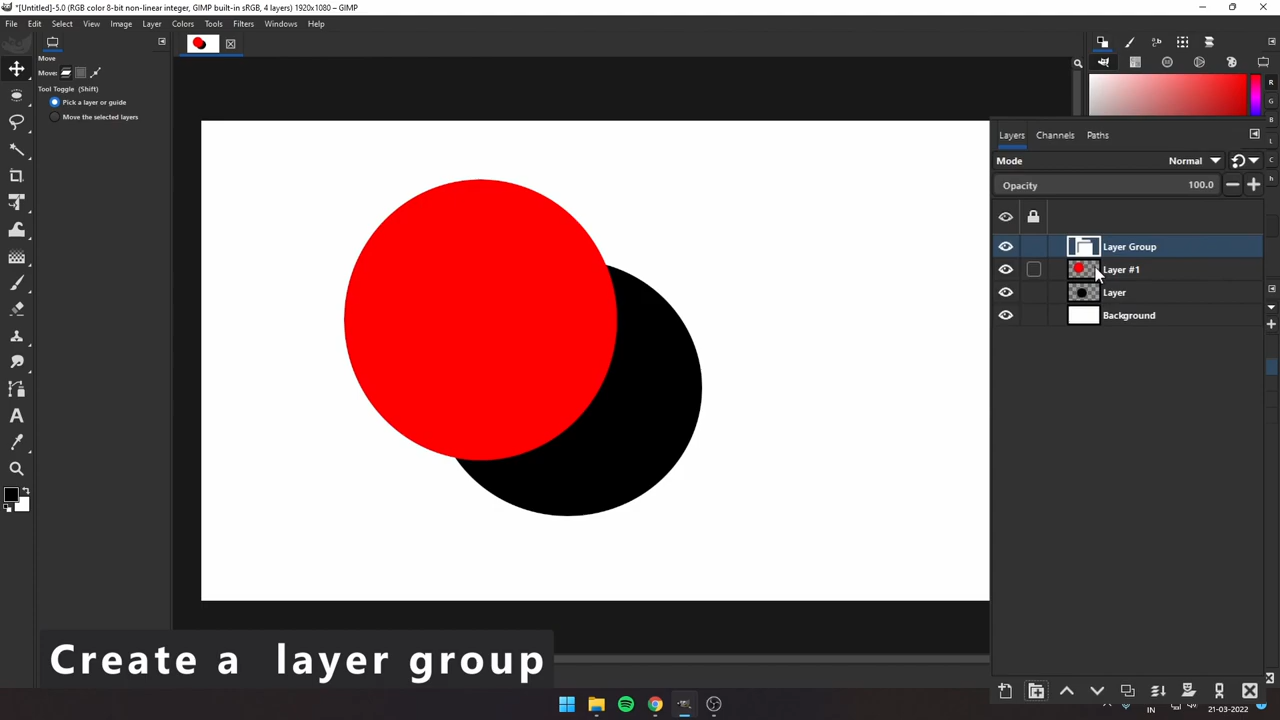 *[Untitled]-5.0 (RGB color 8-bit non-linear integer, GIMP built-in sRGB, 4 layers) 1920x1080 – GIMP
File Edit Select View Image Layer Colors Tools Filters Windows Help
Move
Move:
Tool Toggle (Shift)
Pick a layer or guide
Move the selected layers
Layers Channels Paths
Mode Normal
Opacity 100.0
Layer Group
Layer #1
Layer
Background
R
G
B
L
C
h
Create a layer group
IN 21-03-2022